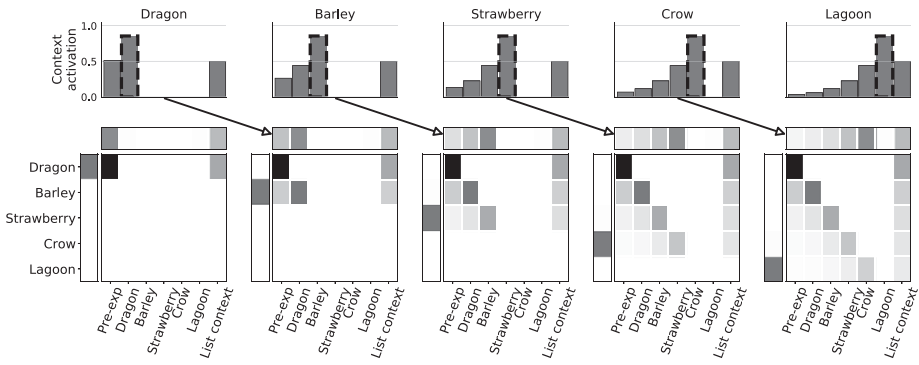 Dragon Barley Strawberry Crow Lagoon
Context
activation
1.0
0.5
0.0
Dragon
Barley
Strawberry
Crow
Lagoon
Pre-exp Dragon Barley Strawberry Crow Lagoon List context
Pre-exp Dragon Barley Strawberry Crow Lagoon List context
Pre-exp Dragon Barley Strawberry Crow Lagoon List context
Pre-exp Dragon Barley Strawberry Crow Lagoon List context
Pre-exp Dragon Barley Strawberry Crow Lagoon List context